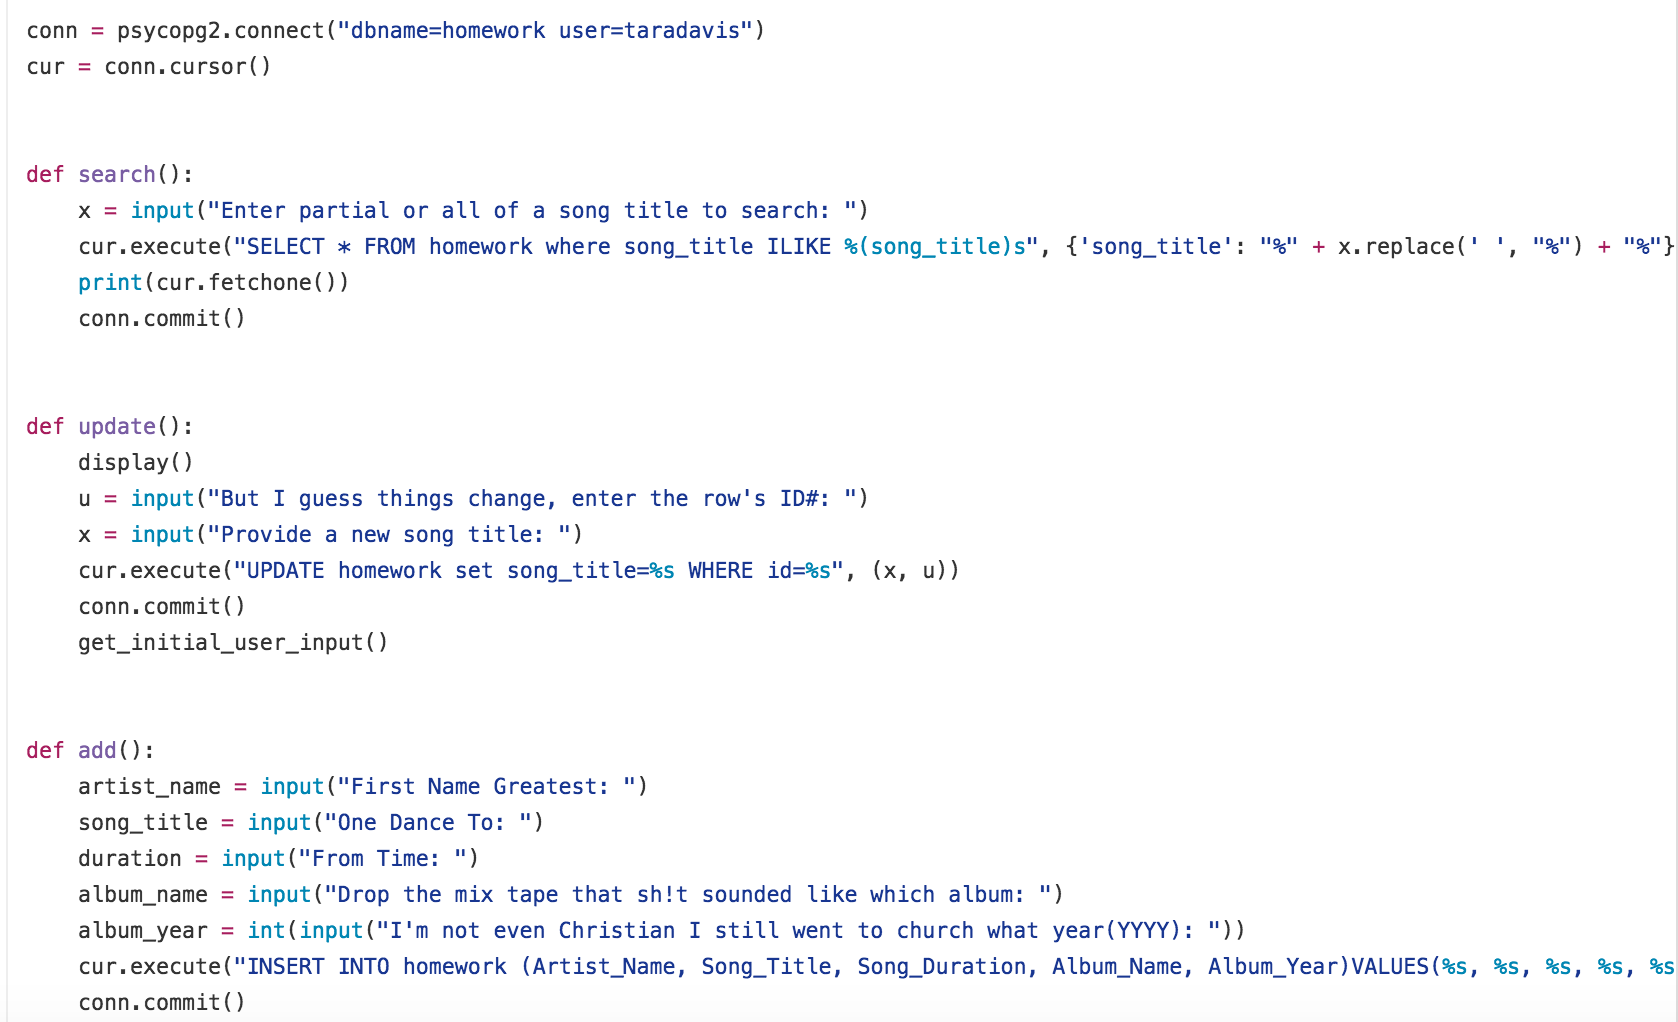 conn = psycopg2.connect("dbname=homework user=taradavis")
cur = conn.cursor()
def search():
    x = input("Enter partial or all of a song title to search: ")
    cur.execute("SELECT * FROM homework where song_title ILIKE %(song_title)s", {'song_title': "%" + x.replace(' ', "%") + "%"}
    print(cur.fetchone())
    conn.commit()
def update():
    display()
    u = input("But I guess things change, enter the row's ID#: ")
    x = input("Provide a new song title: ")
    cur.execute("UPDATE homework set song_title=%s WHERE id=%s", (x, u))
    conn.commit()
    get_initial_user_input()
def add():
    artist_name = input("First Name Greatest: ")
    song_title = input("One Dance To: ")
    duration = input("From Time: ")
    album_name = input("Drop the mix tape that sh!t sounded like which album: ")
    album_year = int(input("I'm not even Christian I still went to church what year(YYYY): "))
    cur.execute("INSERT INTO homework (Artist_Name, Song_Title, Song_Duration, Album_Name, Album_Year)VALUES(%s, %s, %s, %s, %s
    conn.commit()